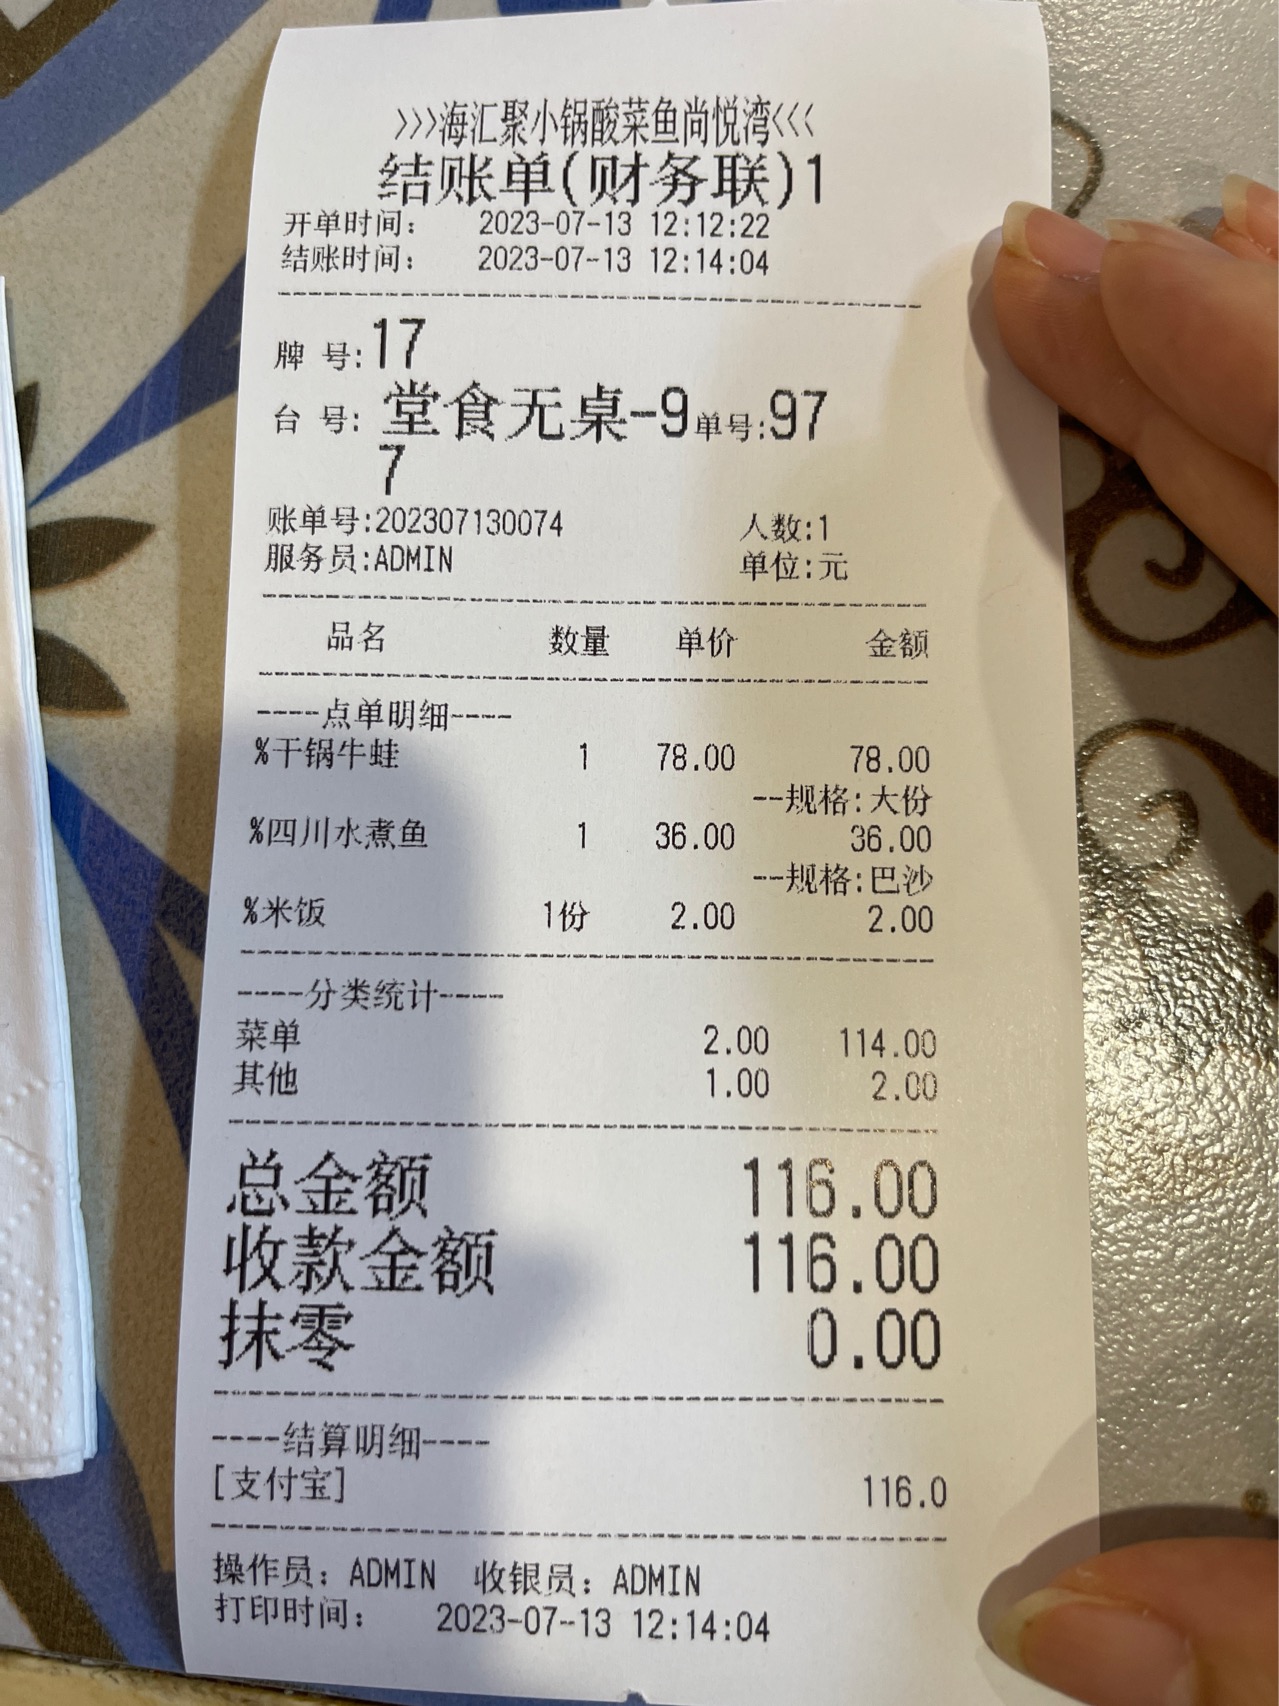 >>>海汇聚小锅酸菜鱼尚悦湾<<<
结账单(财务联)1
开单时间： 2023-07-13 12:12:22
结账时间： 2023-07-13 12:14:04
牌 号:17
台 号: 堂食无桌-9单号:97
7
账单号:202307130074 人数:1
服务员:ADMIN 单位:元
品名 数量 单价 金额
----点单明细----
%干锅牛蛙 1 78.00 78.00
--规格:大份
%四川水煮鱼 1 36.00 36.00
--规格:巴沙
%米饭 1份 2.00 2.00
----分类统计----
菜单 2.00 114.00
其他 1.00 2.00
总金额 116.00
收款金额 116.00
抹零 0.00
----结算明细----
[支付宝] 116.0
操作员：ADMIN 收银员：ADMIN
打印时间： 2023-07-13 12:14:04